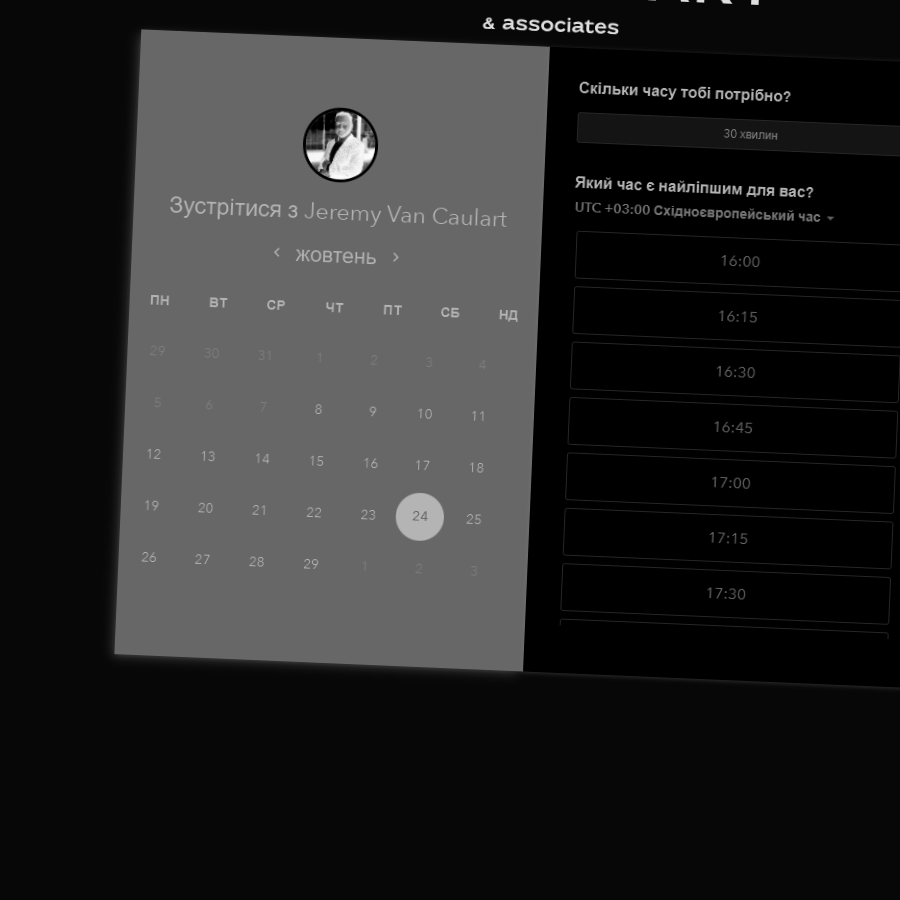 & associates
Зустрітися з Jeremy Van Caulart
жовтень
ПН ВТ СР ЧТ ПТ СБ НД
29 30 31 1 2 3 4
5 6 7 8 9 10 11
12 13 14 15 16 17 18
19 20 21 22 23 24 25
26 27 28 29 1 2 3
Скільки часу тобі потрібно?
30 хвилин
Який час є найліпшим для вас?
UTC +03:00 Східноєвропейський час
16:00
16:15
16:30
16:45
17:00
17:15
17:30